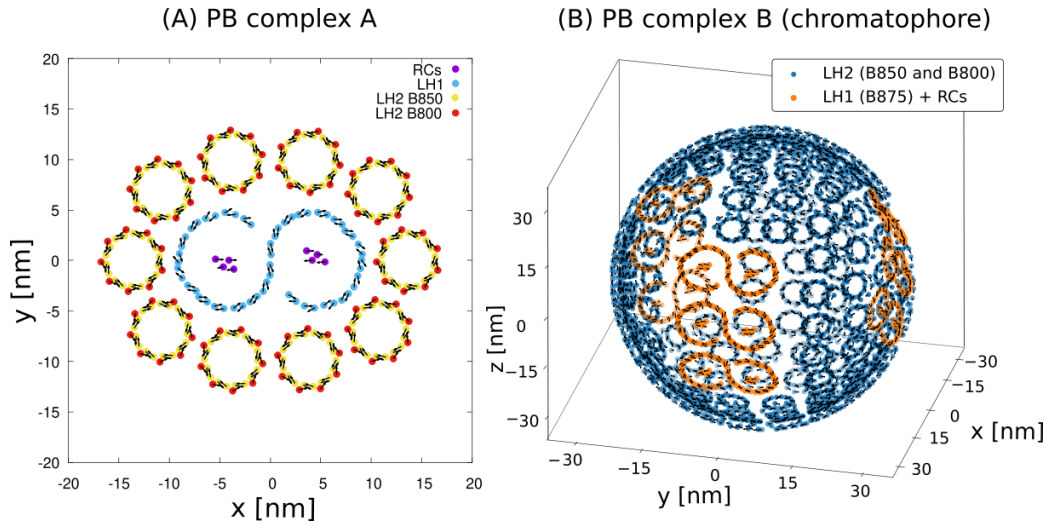 (A) PB complex A
(B) PB complex B (chromatophore)
RCs
LH1
LH2 B850
LH2 B800
20
15
10
5
0
-5
-10
-15
-20
y [nm]
-20
-15
-10
-5
0
5
10
15
20
x [nm]
LH2 (B850 and B800)
LH1 (B875) + RCs
30
15
0
−15
−30
z [nm]
−30
−15
0
15
30
y [nm]
−30
−15
0
15
30
x [nm]